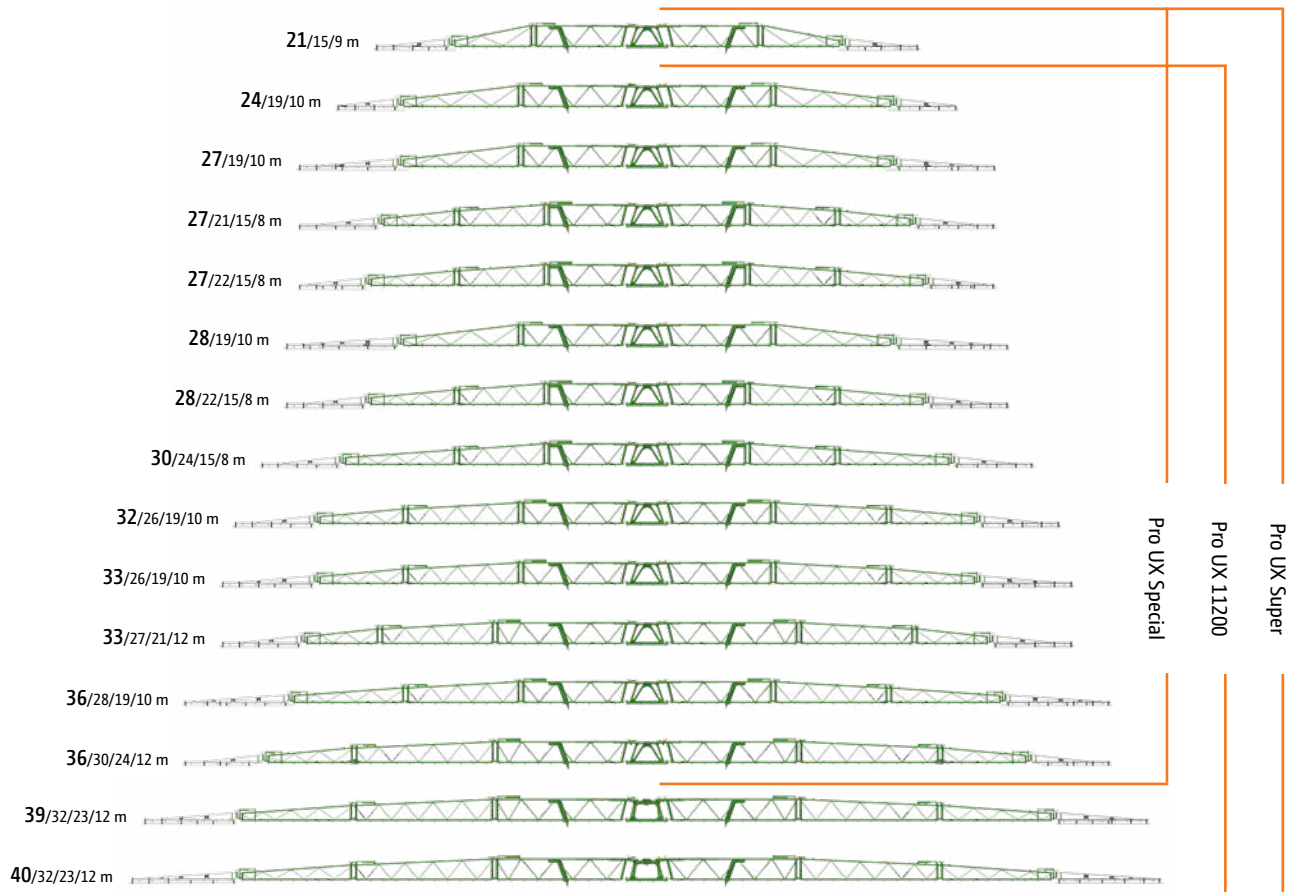 21/15/9 m
24/19/10 m
27/19/10 m
27/21/15/8 m
27/22/15/8 m
28/19/10 m
28/22/15/8 m
30/24/15/8 m
32/26/19/10 m
33/26/19/10 m
33/27/21/12 m
36/28/19/10 m
36/30/24/12 m
39/32/23/12 m
40/32/23/12 m
Pro UX Special
Pro UX 11200
Pro UX Super